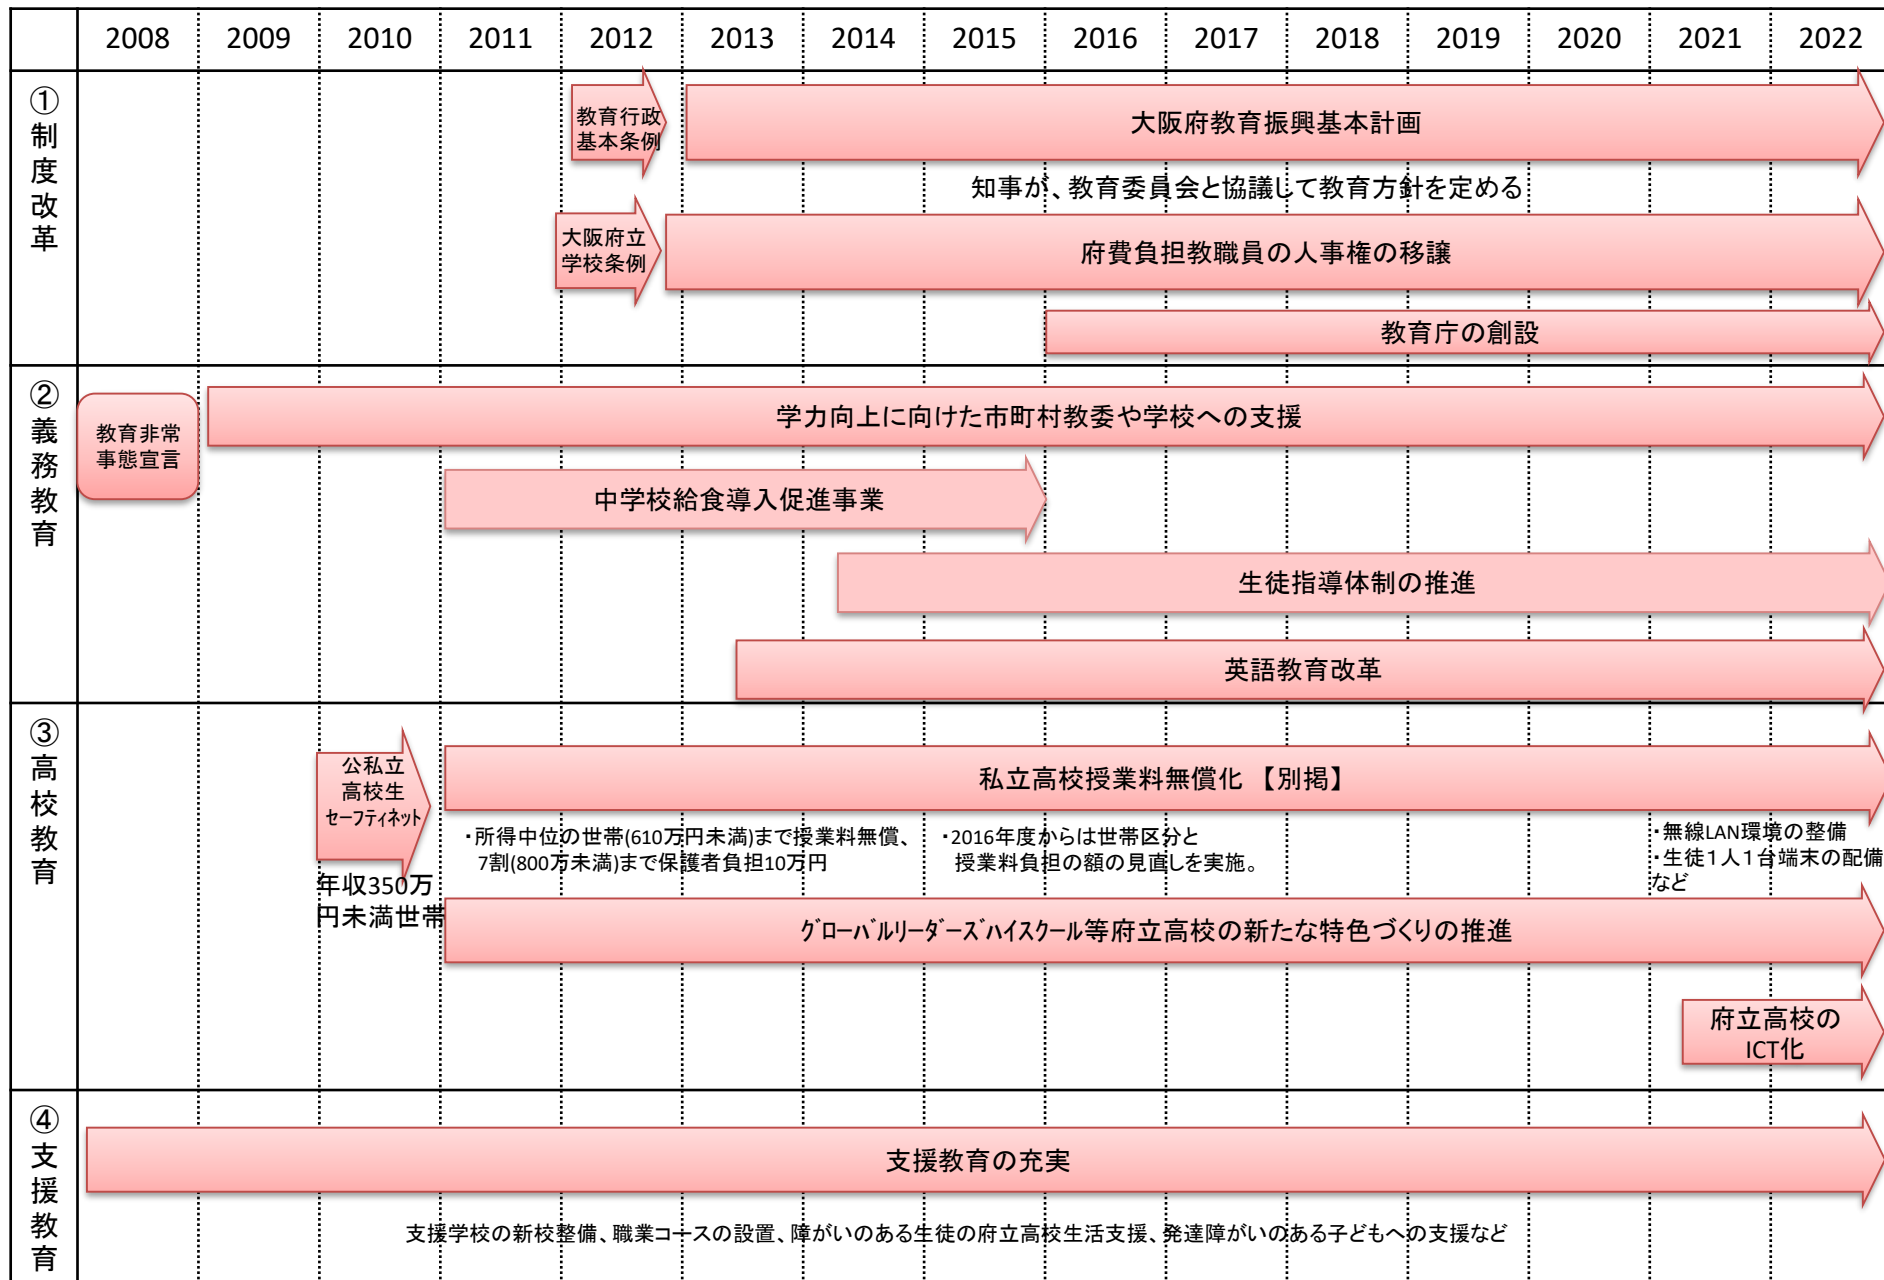 2008 2009 2010 2011 2012 2013 2014 2015 2016 2017 2018 2019 2020 2021 2022
①制度改革
教育行政
基本条例
大阪府教育振興基本計画
知事が、教育委員会と協議して教育方針を定める
大阪府立
学校条例
府費負担教職員の人事権の移譲
教育庁の創設
②義務教育
教育非常
事態宣言
学力向上に向けた市町村教委や学校への支援
中学校給食導入促進事業
生徒指導体制の推進
英語教育改革
③高校教育
公私立
高校生
セーフティネット
年収350万
円未満世帯
私立高校授業料無償化 【別掲】
・所得中位の世帯(610万円未満)まで授業料無償、
7割(800万未満)まで保護者負担10万円
・2016年度からは世帯区分と
授業料負担の額の見直しを実施。
・無線LAN環境の整備
・生徒1人1台端末の配備
など
グローバルリーダーズハイスクール等府立高校の新たな特色づくりの推進
府立高校の
ICT化
④支援教育
支援教育の充実
支援学校の新校整備、職業コースの設置、障がいのある生徒の府立高校生活支援、発達障がいのある子どもへの支援など